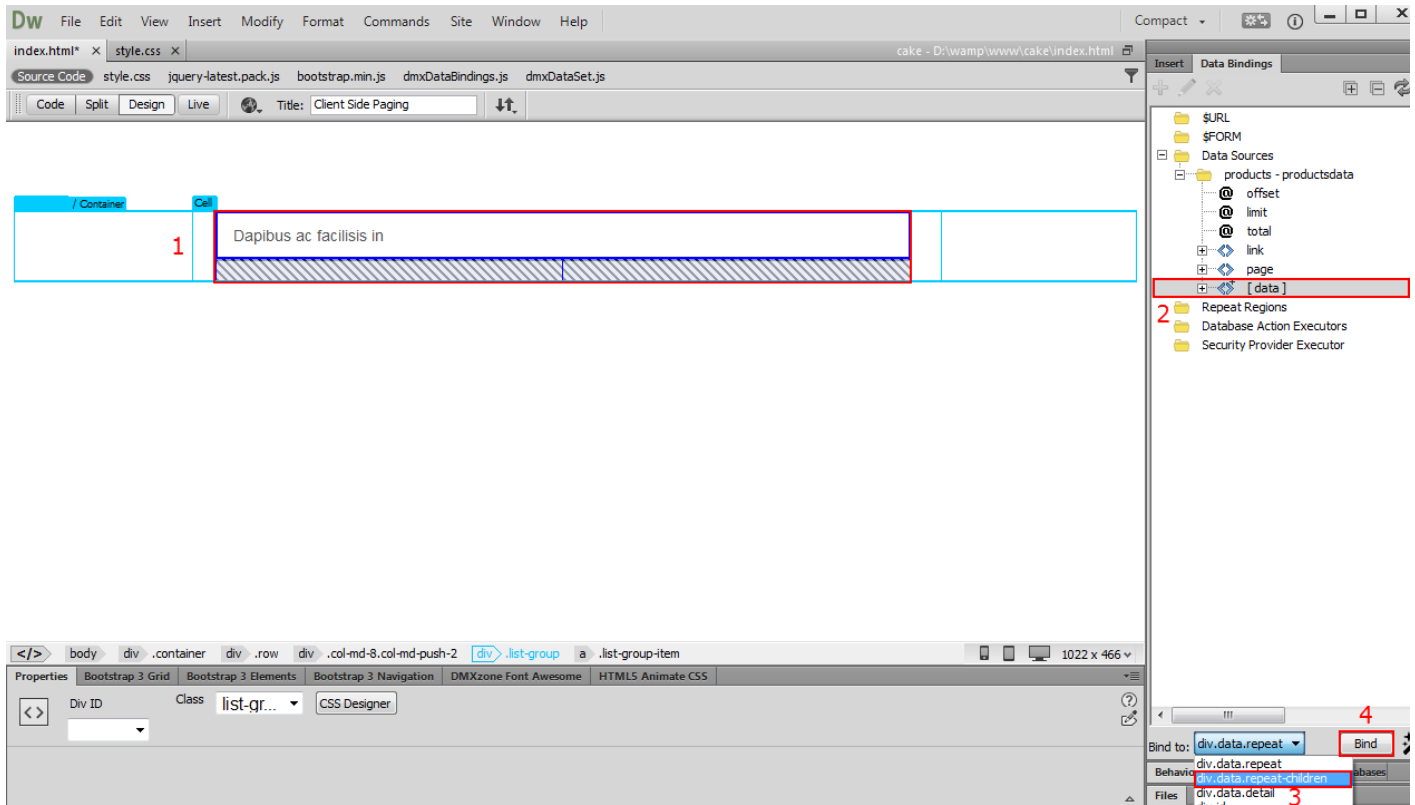 Dw File Edit View Insert Modify Format Commands Site Window Help Compact
index.html* × style.css × cake - D:\wamp\www\cake\index.html
Source Code style.css jquery-latest.pack.js bootstrap.min.js dmxDataBindings.js dmxDataSet.js
Code Split Design Live Title: Client Side Paging
/ Container Cell
1 Dapibus ac facilisis in
</> body div .container div .row div .col-md-8.col-md-push-2 div .list-group a .list-group-item 1022 x 466
Properties Bootstrap 3 Grid Bootstrap 3 Elements Bootstrap 3 Navigation DMXzone Font Awesome HTML5 Animate CSS
Div ID Class list-gr... CSS Designer
Insert Data Bindings
$URL
$FORM
Data Sources
products - productsdata
@ offset
@ limit
@ total
link
page
[ data ]
2 Repeat Regions
Database Action Executors
Security Provider Executor
4
Bind to: div.data.repeat Bind
div.data.repeat
Behavio div.data.repeat-children abases
Files div.data.detail 3